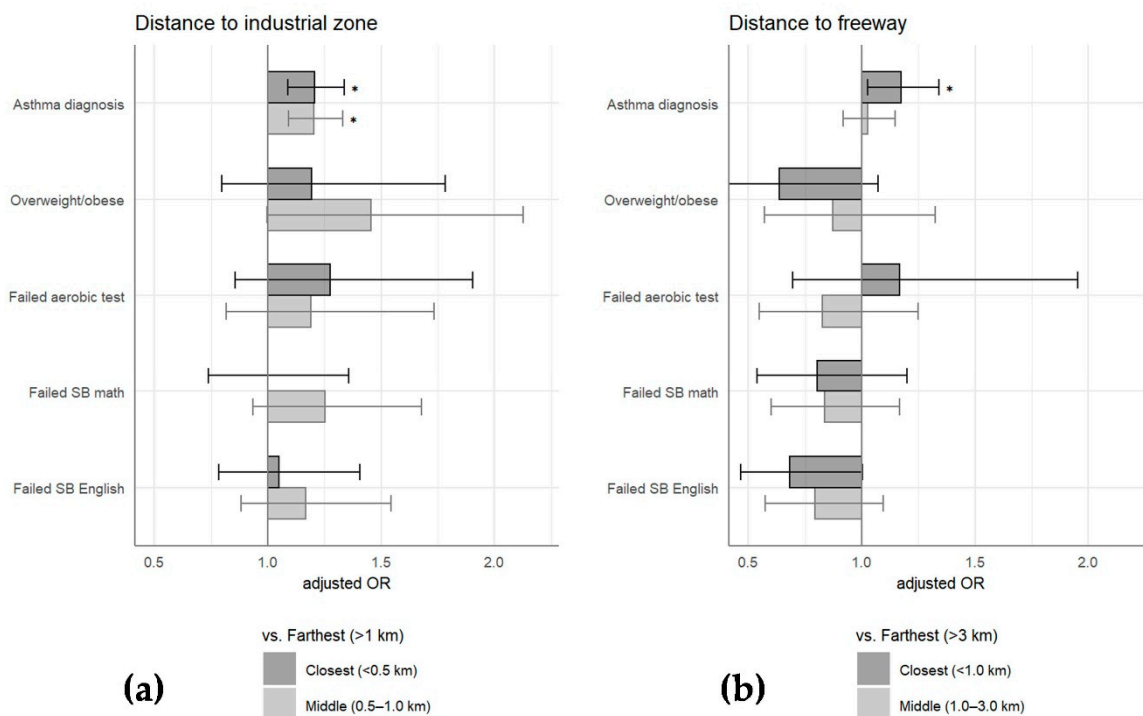 Distance to industrial zone
Asthma diagnosis
*
*
Overweight/obese
Failed aerobic test
Failed SB math
Failed SB English
0.5 1.0 1.5 2.0
adjusted OR
vs. Farthest (>1 km)
Closest (<0.5 km)
Middle (0.5–1.0 km)
(a)
Distance to freeway
Asthma diagnosis
*
Overweight/obese
Failed aerobic test
Failed SB math
Failed SB English
0.5 1.0 1.5 2.0
adjusted OR
vs. Farthest (>3 km)
Closest (<1.0 km)
Middle (1.0–3.0 km)
(b)